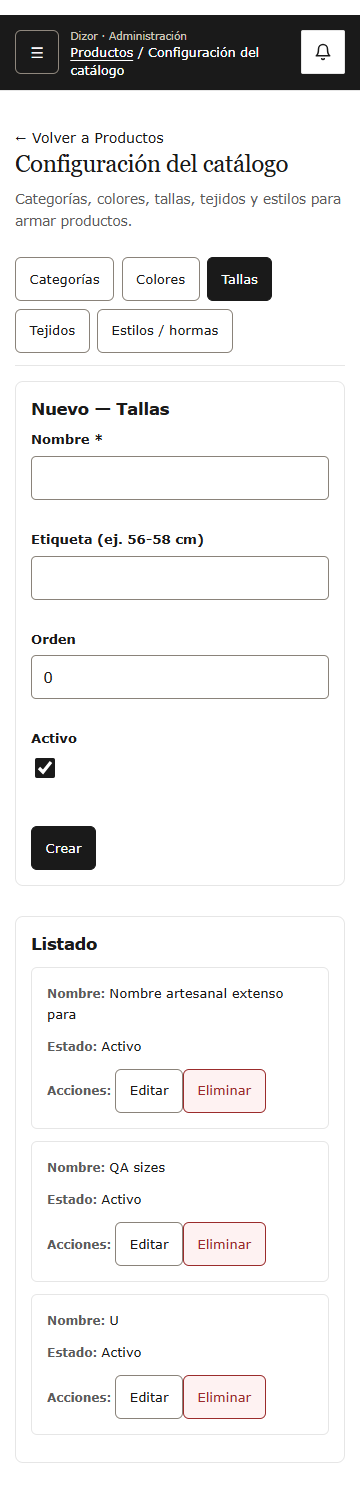 ☰
Dizor · Administración
Productos / Configuración del
catálogo
← Volver a Productos
Configuración del catálogo
Categorías, colores, tallas, tejidos y estilos para
armar productos.
Categorías
Colores
Tallas
Tejidos
Estilos / hormas
Nuevo — Tallas
Nombre *
Etiqueta (ej. 56-58 cm)
Orden
0
Activo
Crear
Listado
Nombre: Nombre artesanal extenso
para
Estado: Activo
Acciones: Editar Eliminar
Nombre: QA sizes
Estado: Activo
Acciones: Editar Eliminar
Nombre: U
Estado: Activo
Acciones: Editar Eliminar